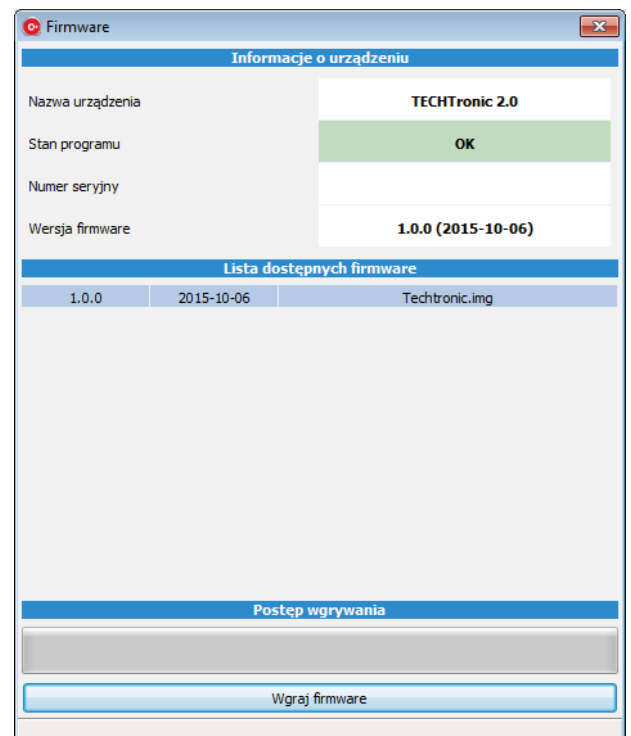 Firmware
Informacje o urządzeniu
Nazwa urządzenia TECHTronic 2.0
Stan programu OK
Numer seryjny
Wersja firmware 1.0.0 (2015-10-06)
Lista dostępnych firmware
1.0.0 2015-10-06 Techtronic.img
Postęp wgrywania
Wgraj firmware